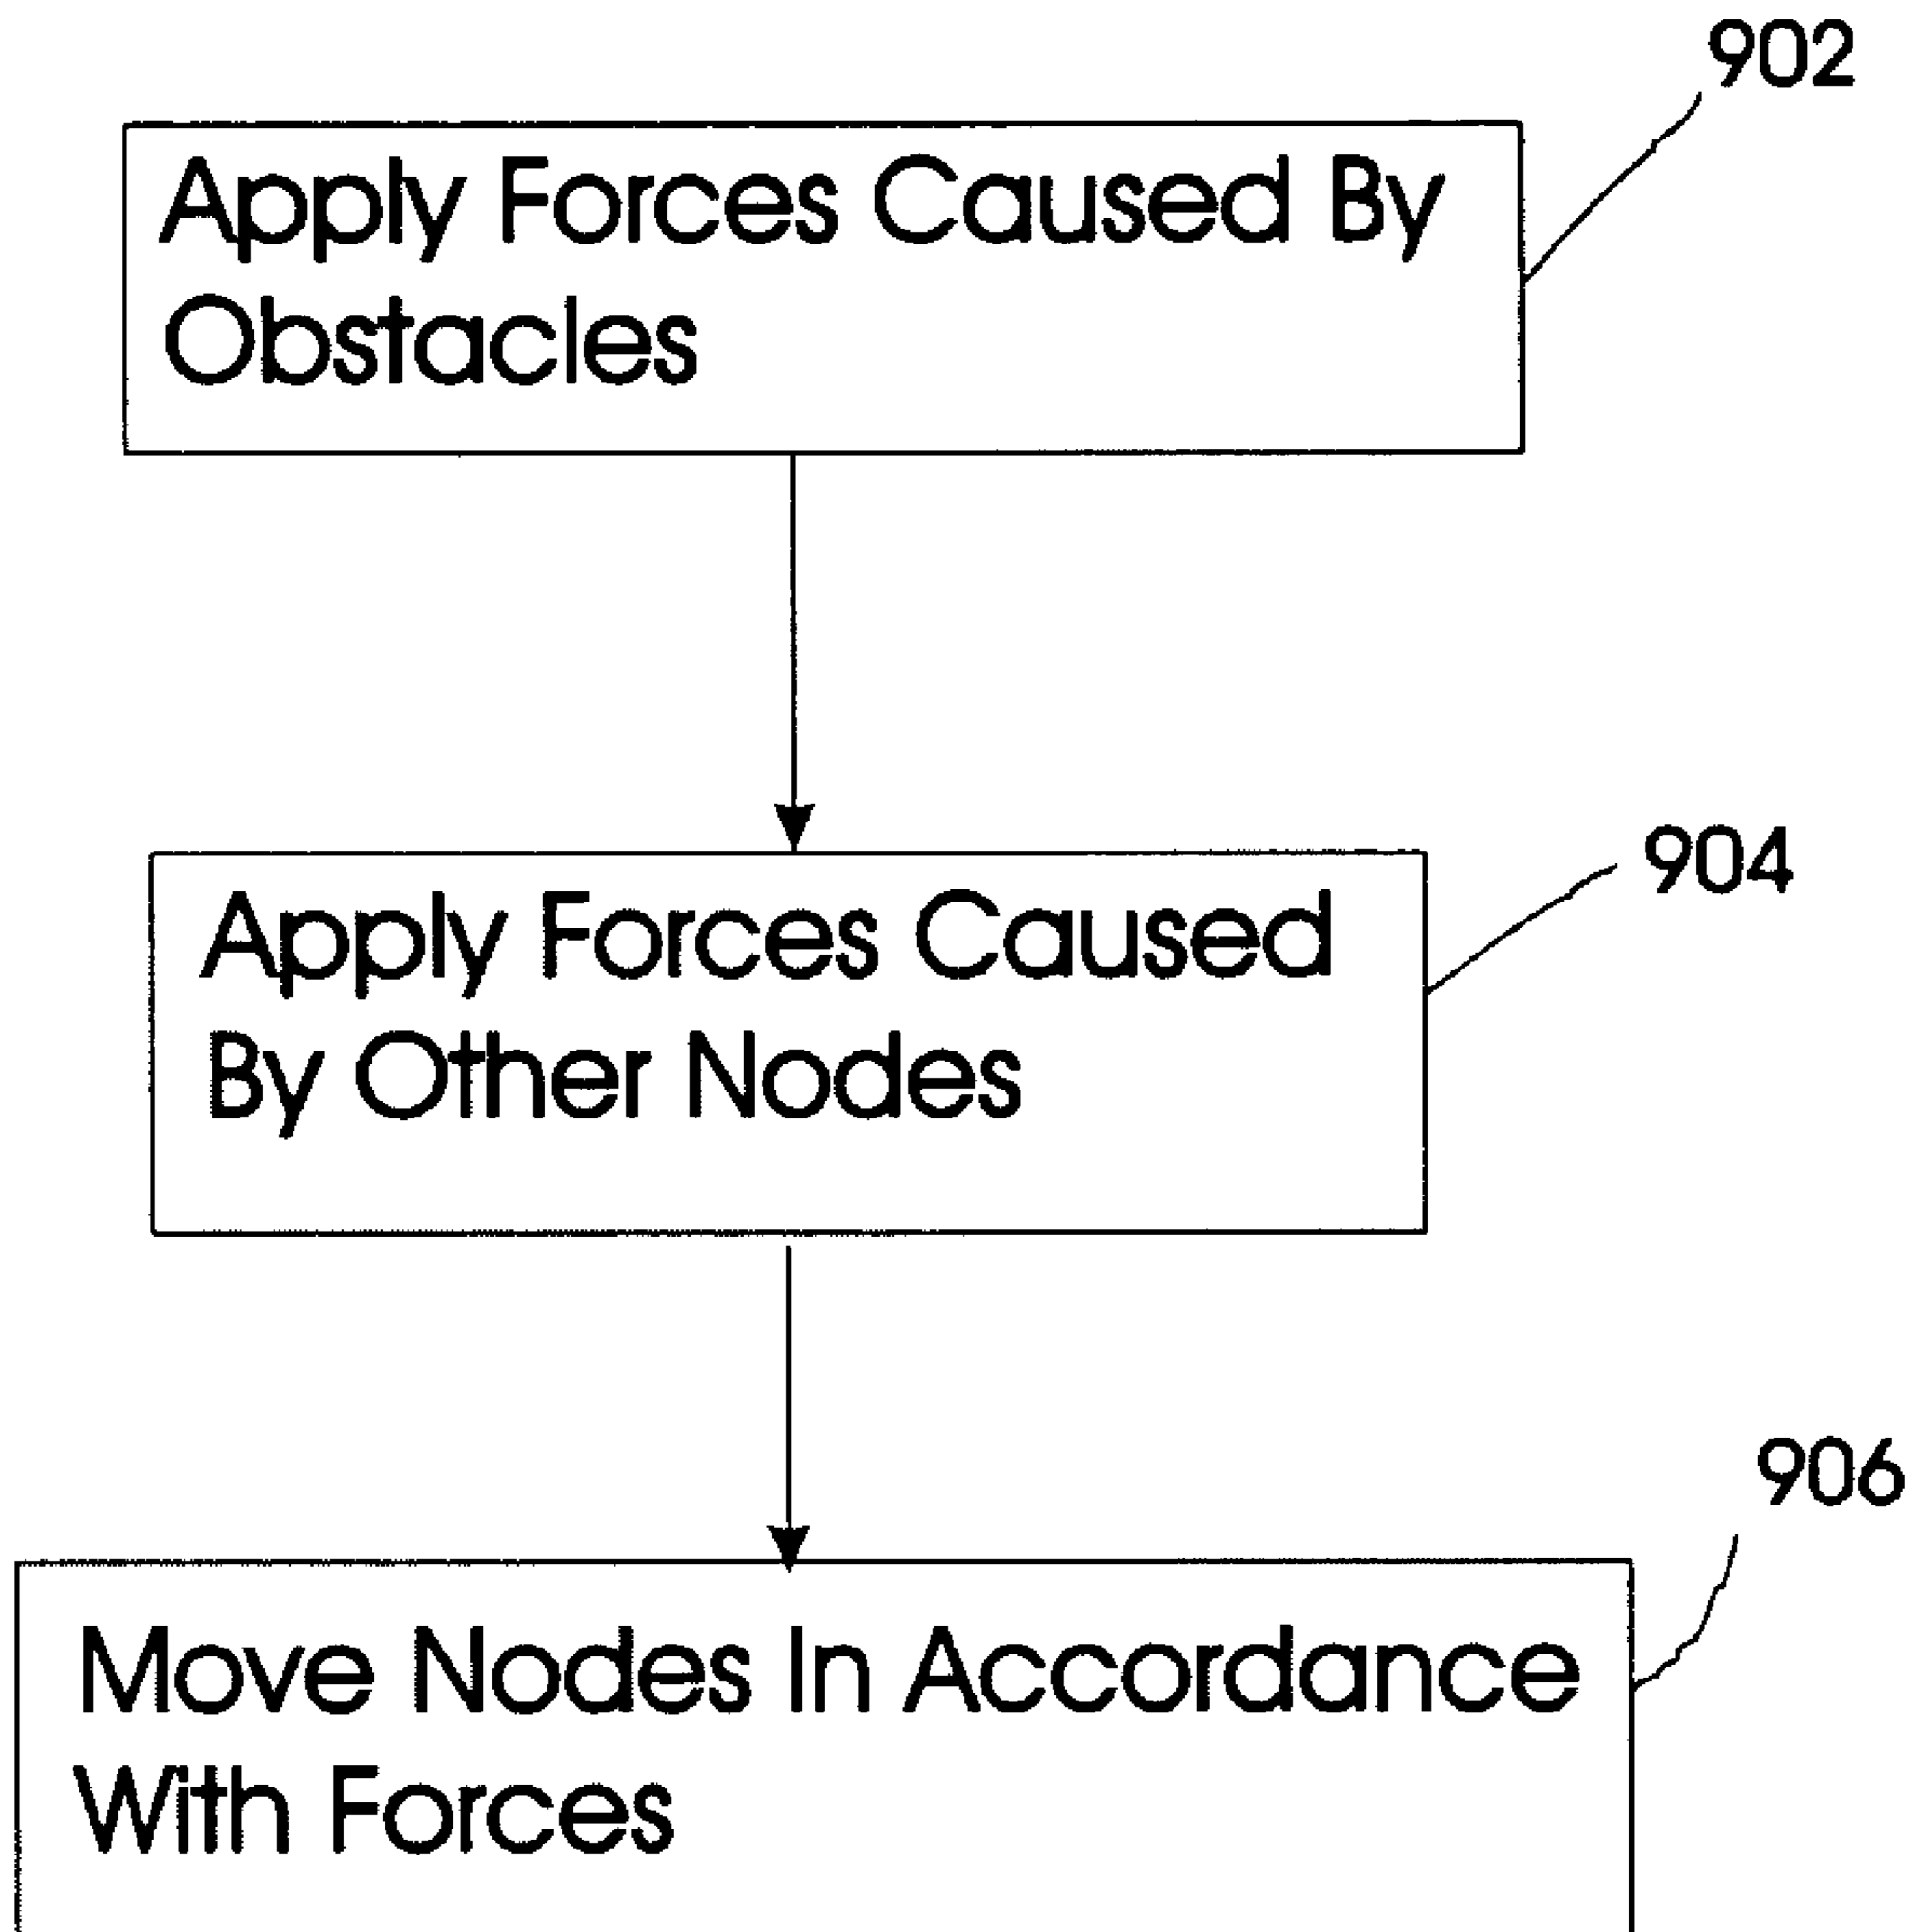 902
Apply Forces Caused By
Obstacles
904
Apply Forces Caused
By Other Nodes
906
Move Nodes In Accordance
With Forces